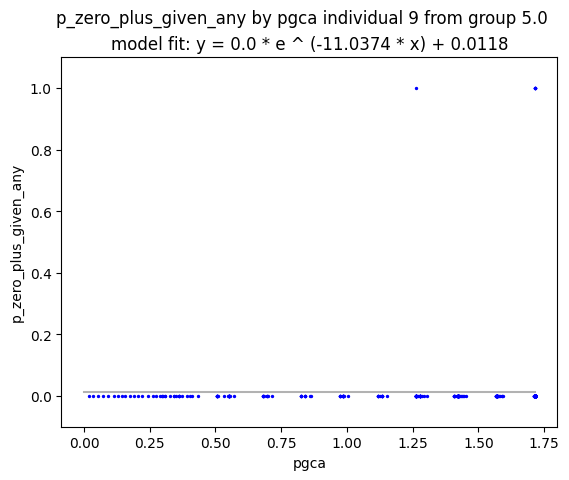 p_zero_plus_given_any by pgca individual 9 from group 5.0
model fit: y = 0.0 * e ^ (-11.0374 * x) + 0.0118
1.0
0.8
0.6
0.4
0.2
0.0
p_zero_plus_given_any
0.00 0.25 0.50 0.75 1.00 1.25 1.50 1.75
pgca